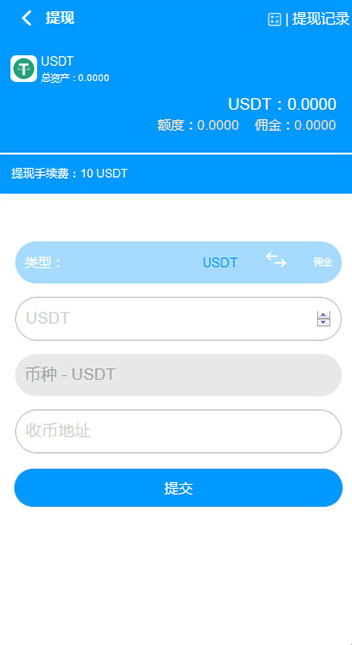 提现
| 提现记录
USDT
总资产：0.0000
USDT：0.0000
额度：0.0000 佣金：0.0000
提现手续费：10 USDT
类型： USDT 佣金
USDT
币种 - USDT
收币地址
提交